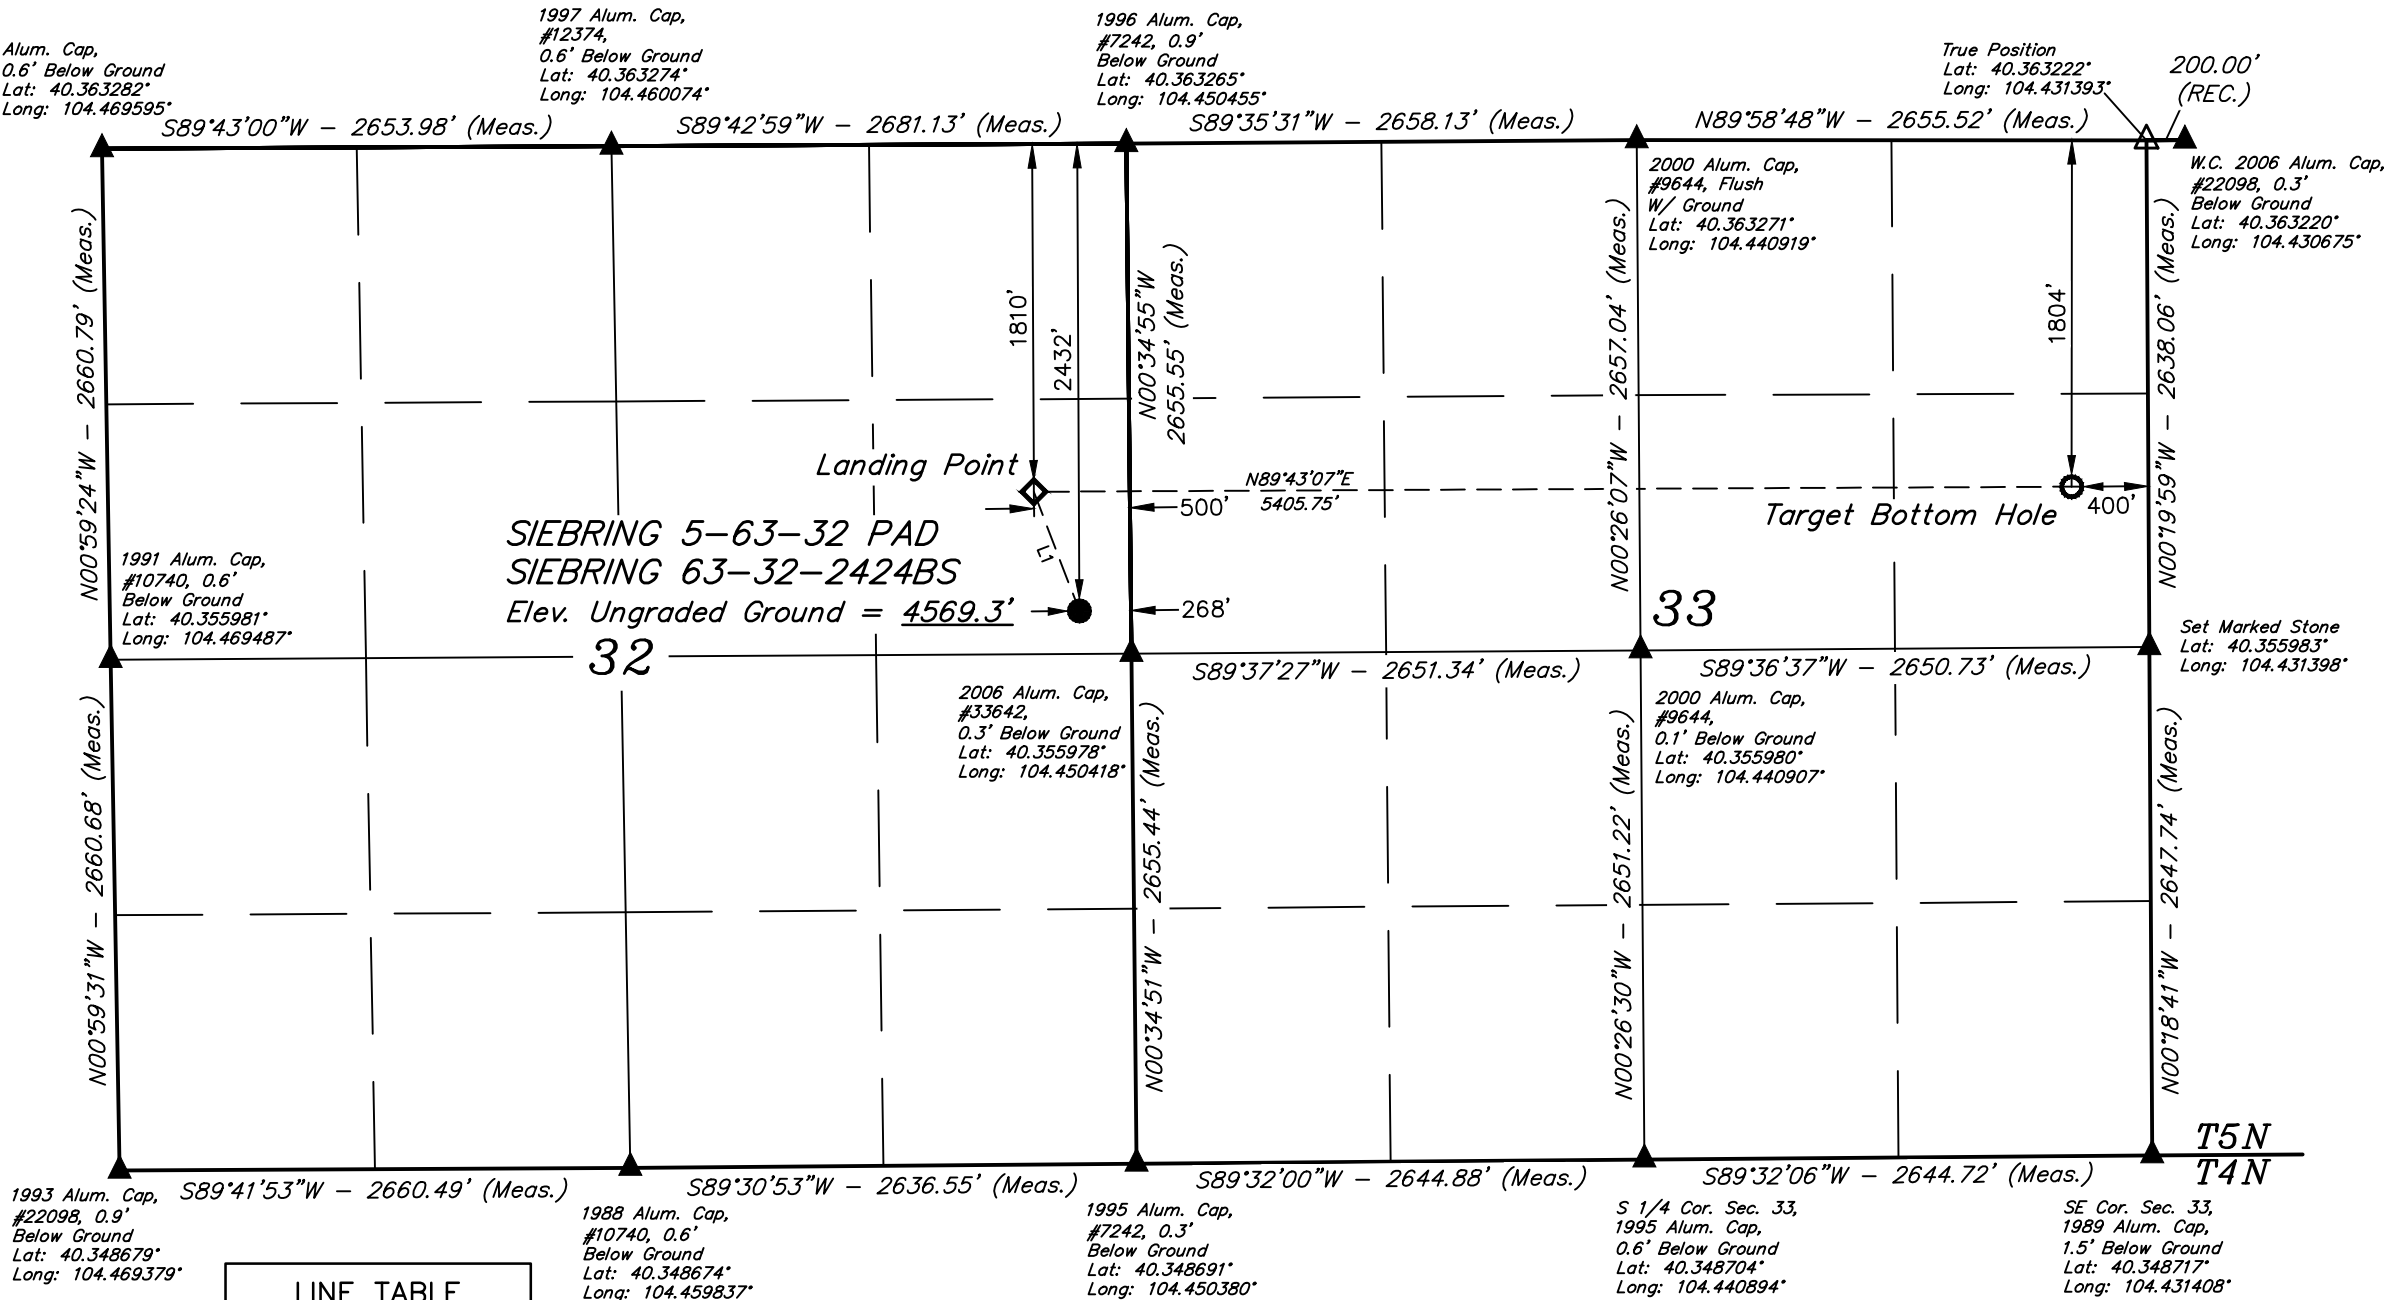 Alum. Cap,
0.6' Below Ground
Lat: 40.363282°
Long: 104.469595°
1997 Alum. Cap,
#12374,
0.6' Below Ground
Lat: 40.363274°
Long: 104.460074°
1996 Alum. Cap,
#7242, 0.9'
Below Ground
Lat: 40.363265°
Long: 104.450455°
True Position
Lat: 40.363222°
Long: 104.431393°
200.00'
(REC.)
S89°43'00"W - 2653.98' (Meas.)
S89°42'59"W - 2681.13' (Meas.)
S89°35'31"W - 2658.13' (Meas.)
N89°58'48"W - 2655.52' (Meas.)
2000 Alum. Cap,
#9644, Flush
W/ Ground
Lat: 40.363271°
Long: 104.440919°
W.C. 2006 Alum. Cap,
#22098, 0.3'
Below Ground
Lat: 40.363220°
Long: 104.430675°
N00°59'24"W - 2660.79' (Meas.)
1810'
2432'
N00°34'55"W
2655.55' (Meas.)
N00°26'07"W - 2657.04' (Meas.)
1804'
N00°19'59"W - 2638.06' (Meas.)
Landing Point
N89°43'07"E
5405.75'
500'
400'
Target Bottom Hole
L1
SIEBRING 5-63-32 PAD
SIEBRING 63-32-2424BS
Elev. Ungraded Ground = 4569.3'
268'
1991 Alum. Cap,
#10740, 0.6'
Below Ground
Lat: 40.355981°
Long: 104.469487°
32
33
Set Marked Stone
Lat: 40.355983°
Long: 104.431398°
S89°37'27"W - 2651.34' (Meas.)
S89°36'37"W - 2650.73' (Meas.)
2006 Alum. Cap,
#33642,
0.3' Below Ground
Lat: 40.355978°
Long: 104.450418°
2000 Alum. Cap,
#9644,
0.1' Below Ground
Lat: 40.355980°
Long: 104.440907°
N00°59'31"W - 2660.68' (Meas.)
N00°34'51"W - 2655.44' (Meas.)
N00°26'30"W - 2651.22' (Meas.)
N00°18'41"W - 2647.74' (Meas.)
T5N
T4N
S89°41'53"W - 2660.49' (Meas.)
S89°30'53"W - 2636.55' (Meas.)
S89°32'00"W - 2644.88' (Meas.)
S89°32'06"W - 2644.72' (Meas.)
1993 Alum. Cap,
#22098, 0.9'
Below Ground
Lat: 40.348679°
Long: 104.469379°
1988 Alum. Cap,
#10740, 0.6'
Below Ground
Lat: 40.348674°
Long: 104.459837°
1995 Alum. Cap,
#7242, 0.3'
Below Ground
Lat: 40.348691°
Long: 104.450380°
S 1/4 Cor. Sec. 33,
1995 Alum. Cap,
0.6' Below Ground
Lat: 40.348704°
Long: 104.440894°
SE Cor. Sec. 33,
1989 Alum. Cap,
1.5' Below Ground
Lat: 40.348717°
Long: 104.431408°
LINE TABLE